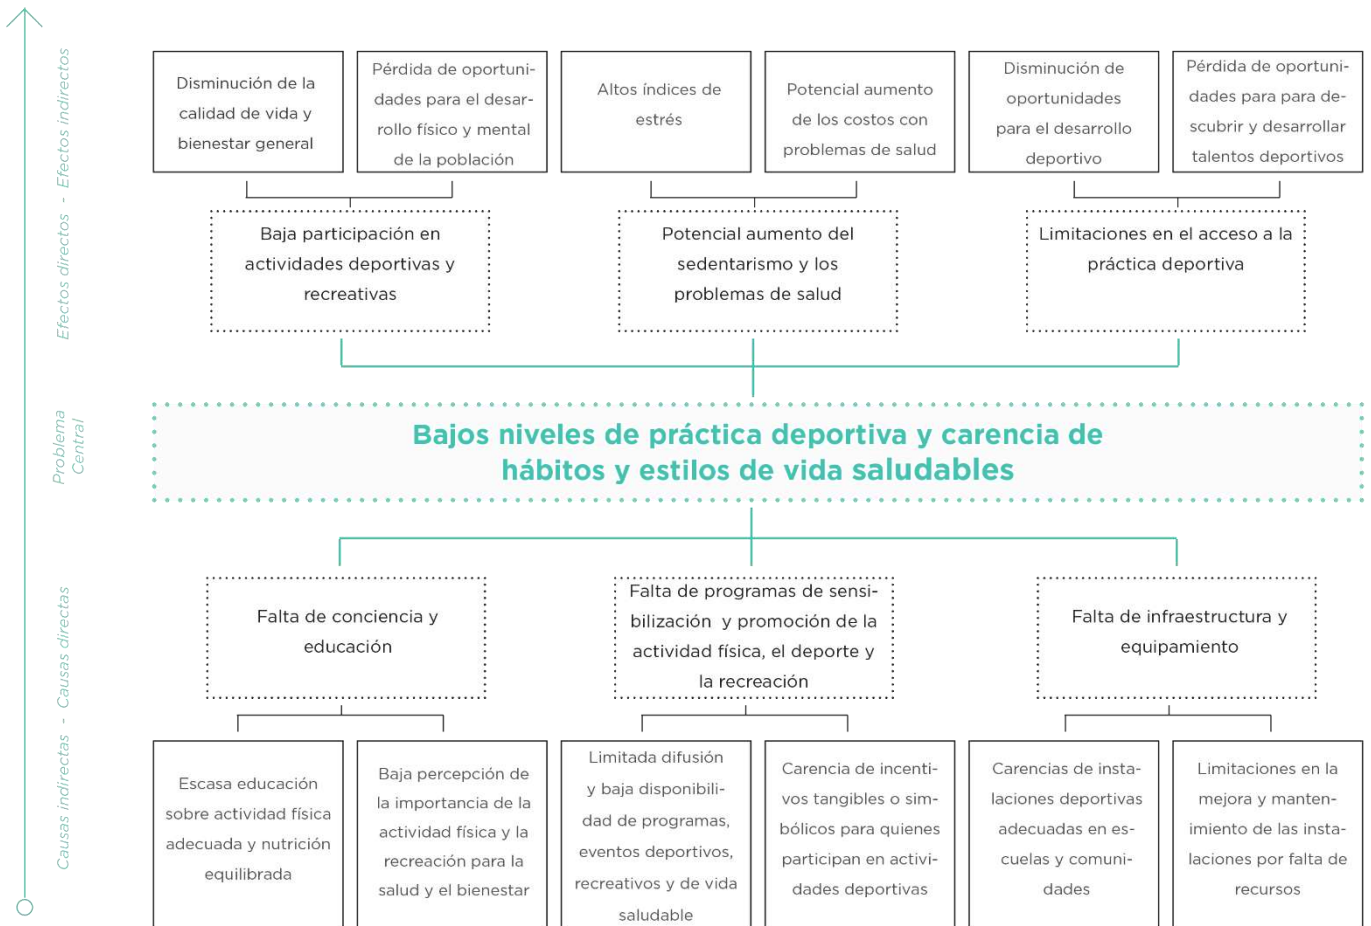 Efectos directos - Efectos indirectos
Disminución de la
calidad de vida y
bienestar general
Pérdida de oportuni-
dades para el desar-
rollo físico y mental
de la población
Altos índices de
estrés
Potencial aumento
de los costos con
problemas de salud
Disminución de
oportunidades
para el desarrollo
deportivo
Pérdida de oportuni-
dades para para de-
scubrir y desarrollar
talentos deportivos
Baja participación en
actividades deportivas y
recreativas
Potencial aumento del
sedentarismo y los
problemas de salud
Limitaciones en el acceso a la
práctica deportiva
Problema
Central
Bajos niveles de práctica deportiva y carencia de
hábitos y estilos de vida saludables
Causas indirectas - Causas directas
Falta de conciencia y
educación
Falta de programas de sensi-
bilización y promoción de la
actividad física, el deporte y
la recreación
Falta de infraestructura y
equipamiento
Escasa educación
sobre actividad física
adecuada y nutrición
equilibrada
Baja percepción de
la importancia de la
actividad física y la
recreación para la
salud y el bienestar
Limitada difusión
y baja disponibili-
dad de programas,
eventos deportivos,
recreativos y de vida
saludable
Carencia de incenti-
vos tangibles o sim-
bólicos para quienes
participan en activi-
dades deportivas
Carencias de insta-
laciones deportivas
adecuadas en es-
cuelas y comuni-
dades
Limitaciones en la
mejora y manten-
imiento de las insta-
laciones por falta de
recursos